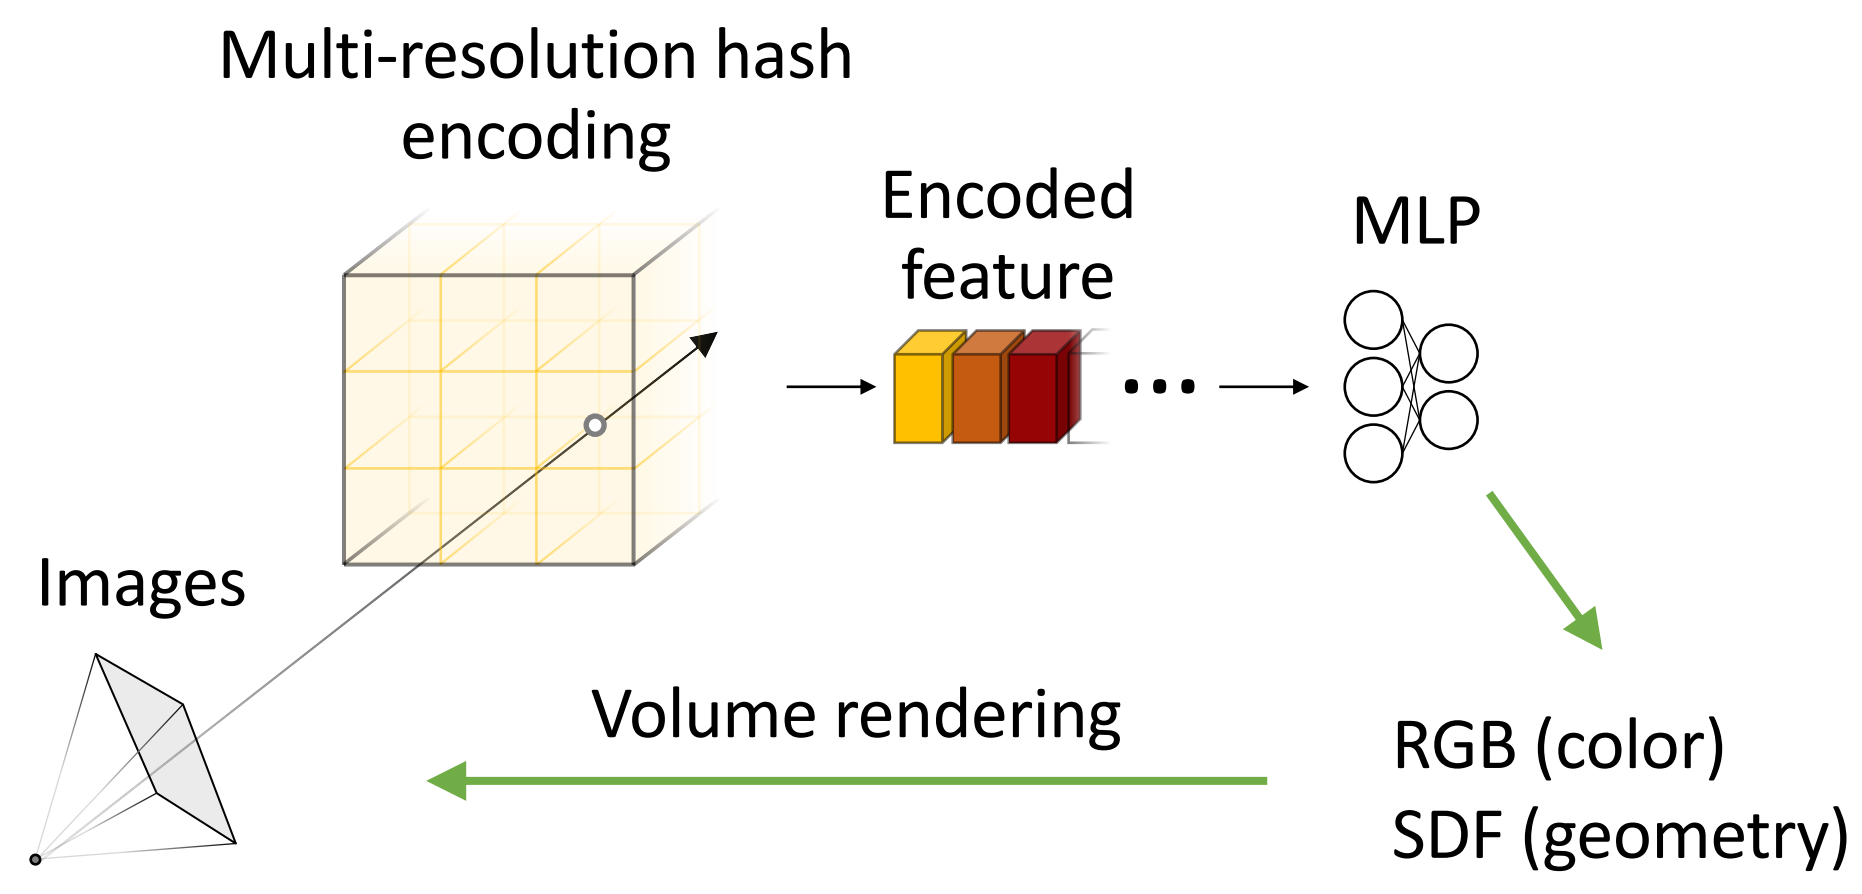 Multi-resolution hash
encoding
Encoded
feature
MLP
Images
Volume rendering
RGB (color)
SDF (geometry)